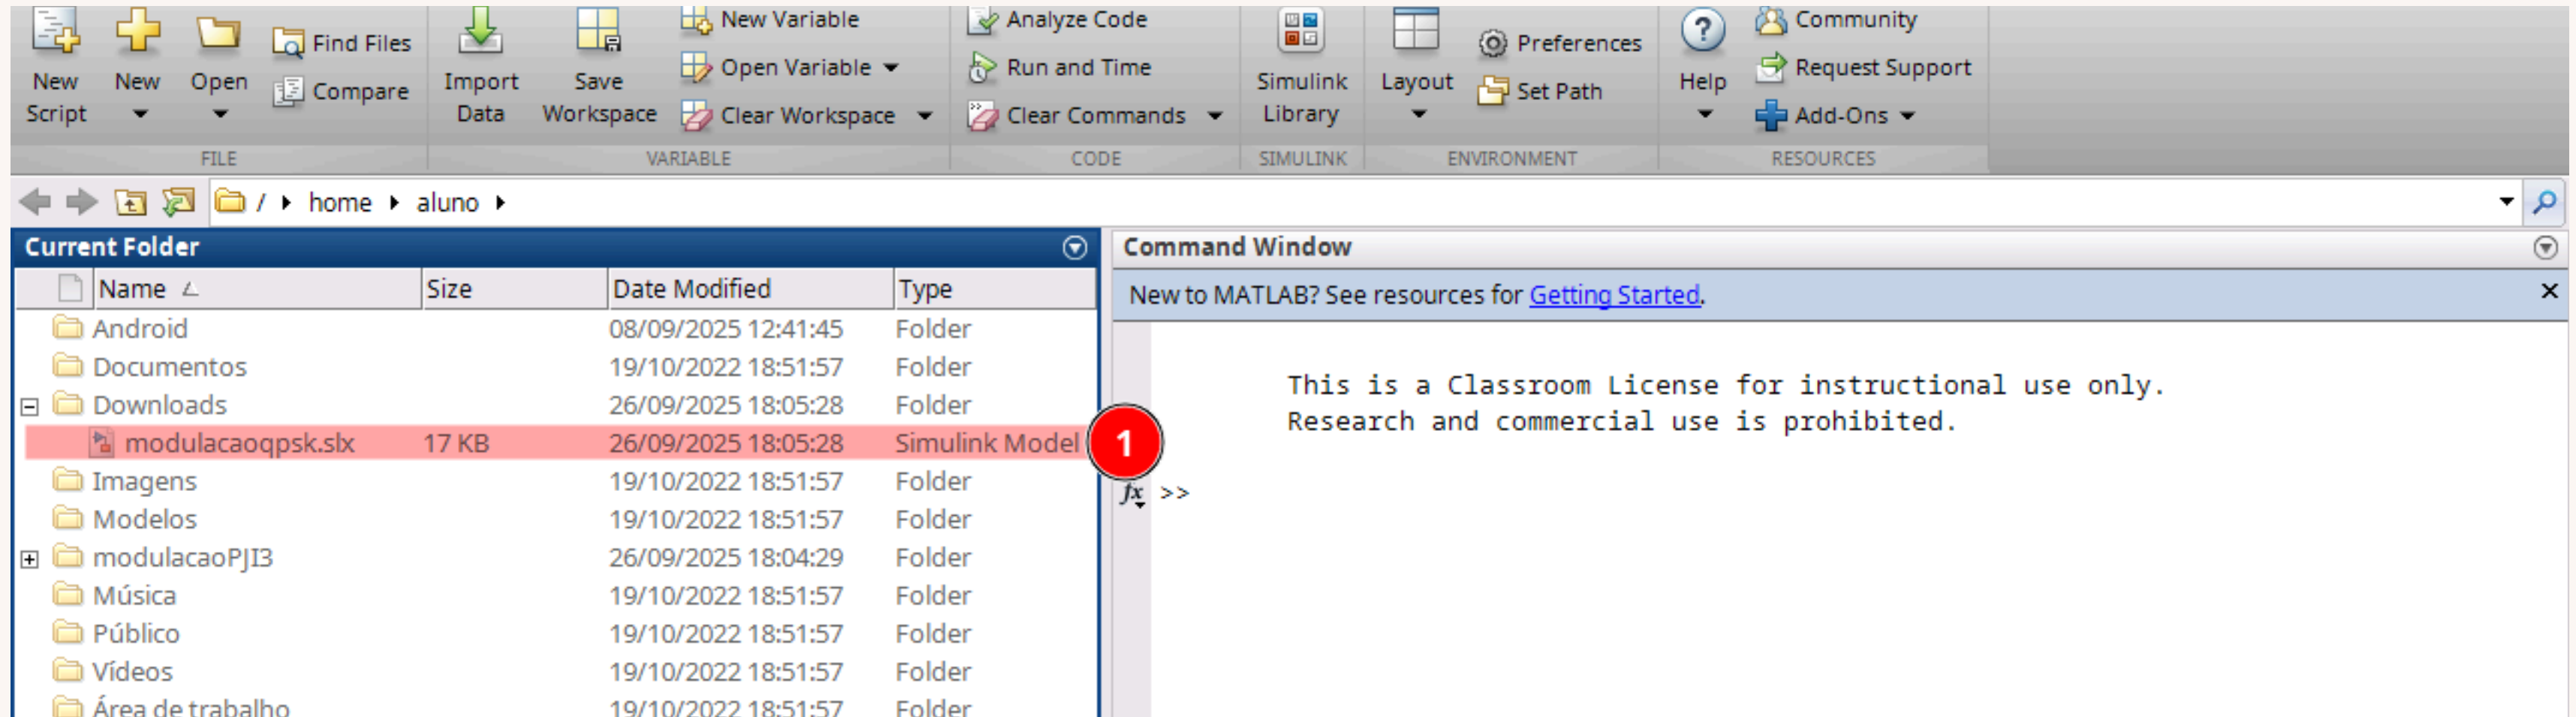 New Script
New
Open
Find Files
Compare
FILE
Import Data
Save Workspace
New Variable
Open Variable
Clear Workspace
VARIABLE
Analyze Code
Run and Time
Clear Commands
CODE
Simulink Library
SIMULINK
Layout
Preferences
Set Path
ENVIRONMENT
?
Help
Community
Request Support
Add-Ons
RESOURCES
/ home aluno
Current Folder
Name Size Date Modified Type
Android 08/09/2025 12:41:45 Folder
Documentos 19/10/2022 18:51:57 Folder
Downloads 26/09/2025 18:05:28 Folder
modulacaoqpsk.slx 17 KB 26/09/2025 18:05:28 Simulink Model
1
Imagens 19/10/2022 18:51:57 Folder
Modelos 19/10/2022 18:51:57 Folder
modulacaoPJI3 26/09/2025 18:04:29 Folder
Música 19/10/2022 18:51:57 Folder
Público 19/10/2022 18:51:57 Folder
Vídeos 19/10/2022 18:51:57 Folder
Área de trabalho 19/10/2022 18:51:57 Folder
Command Window
New to MATLAB? See resources for Getting Started.
This is a Classroom License for instructional use only.
Research and commercial use is prohibited.
fx >>